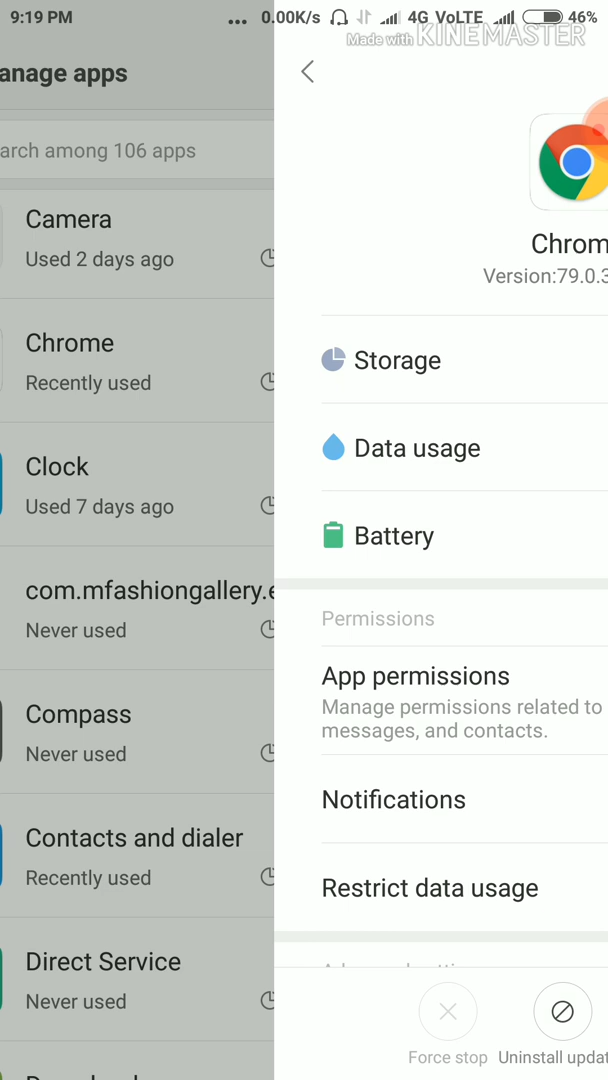 9:19 PM ... 0.00K/s 4G VoLTE 46%
Made with KINEMASTER
anage apps
arch among 106 apps
Camera
Used 2 days ago
Chrome
Recently used
Clock
Used 7 days ago
com.mfashiongallery.e
Never used
Compass
Never used
Contacts and dialer
Recently used
Direct Service
Never used
Chrom
Version:79.0.3
Storage
Data usage
Battery
Permissions
App permissions
Manage permissions related to
messages, and contacts.
Notifications
Restrict data usage
Force stop
Uninstall updat